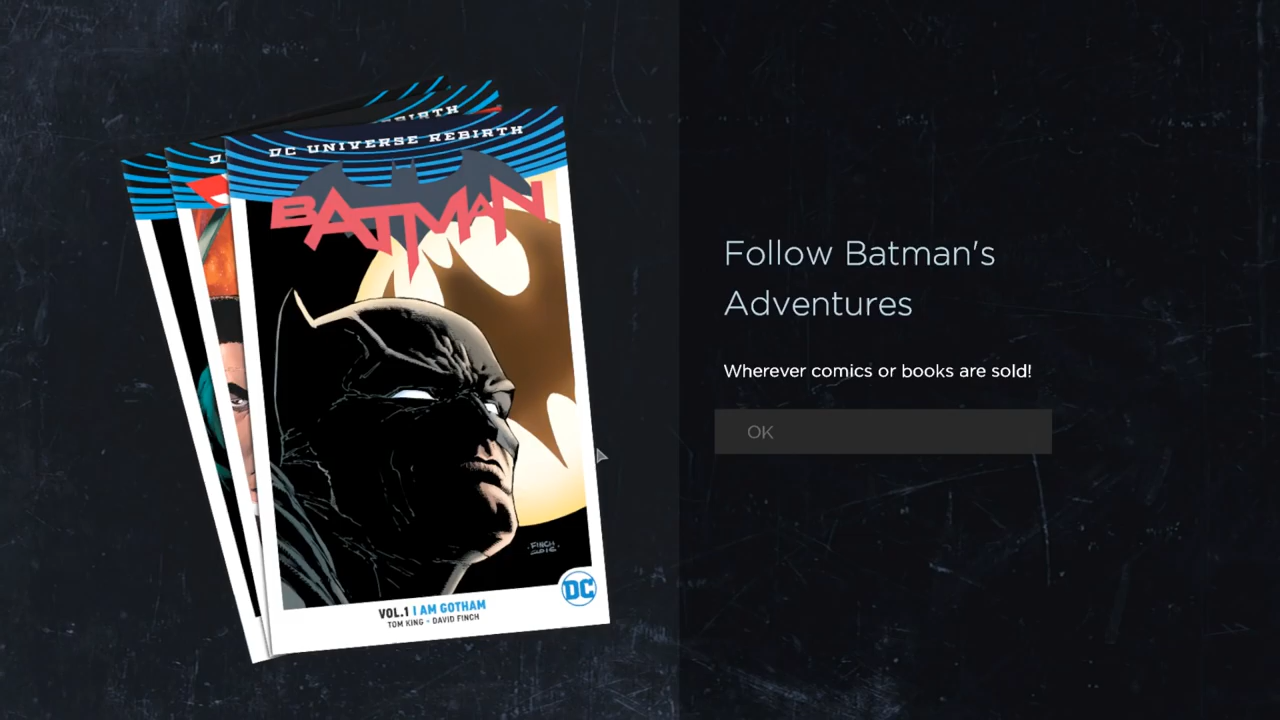 EBIRTH
D
DC UNIVERSE REBIRTH
BATMAN
FINCH
2016
DC
VOL.1 I AM GOTHAM
TOM KING - DAVID FINCH
Follow Batman's
Adventures
Wherever comics or books are sold!
OK